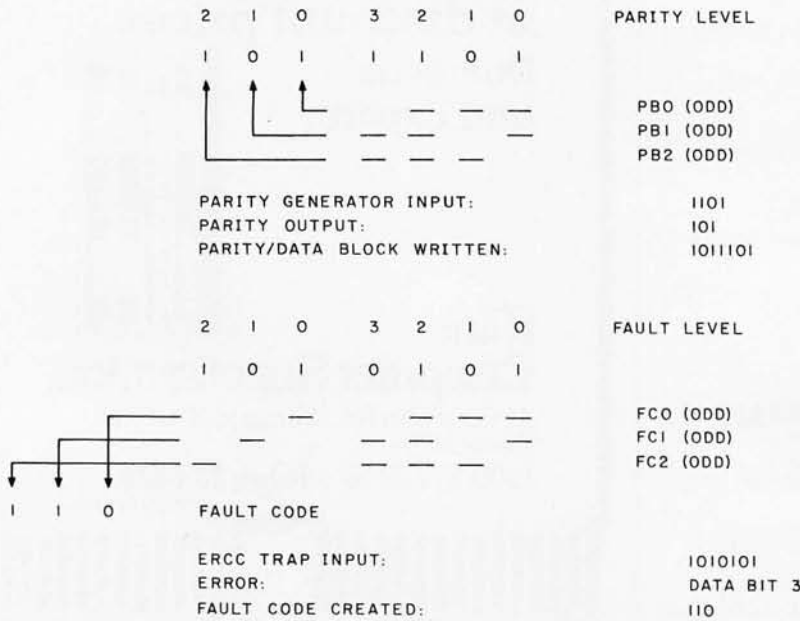 2 1 0 3 2 1 0 PARITY LEVEL
1 0 1 1 1 0 1
PB0 (ODD)
PB1 (ODD)
PB2 (ODD)
PARITY GENERATOR INPUT: 1101
PARITY OUTPUT: 101
PARITY/DATA BLOCK WRITTEN: 1011101
2 1 0 3 2 1 0 FAULT LEVEL
1 0 1 0 1 0 1
FC0 (ODD)
FC1 (ODD)
FC2 (ODD)
1 1 0 FAULT CODE
ERCC TRAP INPUT: 1010101
ERROR: DATA BIT 3
FAULT CODE CREATED: 110